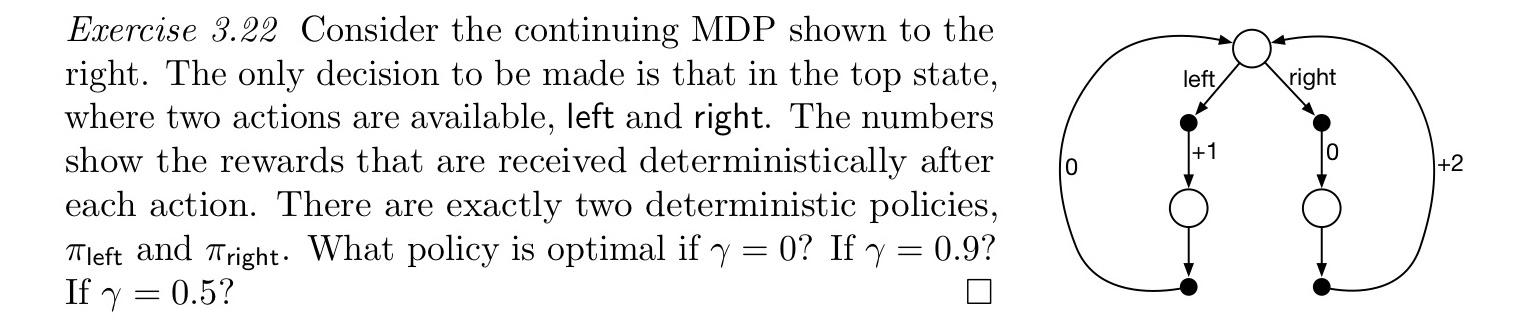 Exercise 3.22 Consider the continuing MDP shown to the
right. The only decision to be made is that in the top state,
where two actions are available, left and right. The numbers
show the rewards that are received deterministically after
each action. There are exactly two deterministic policies,
π_left and π_right. What policy is optimal if γ = 0? If γ = 0.9?
If γ = 0.5? □
left right
+1 0
0 +2